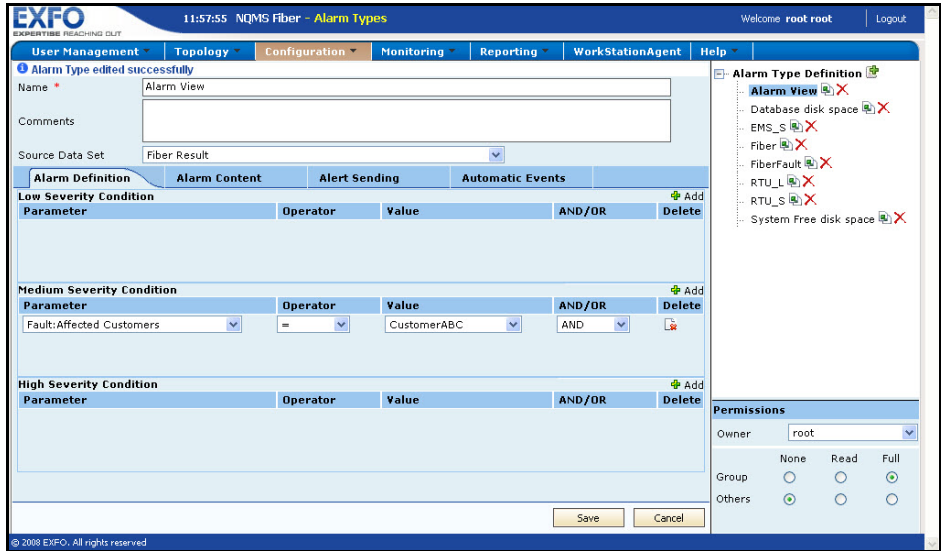 EXFO
EXPERTISE REACHING OUT
11:57:55 NQMS Fiber - Alarm Types
Welcome root root
Logout
User Management Topology Configuration Monitoring Reporting WorkStationAgent Help
Alarm Type edited successfully
Name *
Alarm View
Comments
Source Data Set
Fiber Result
Alarm Definition Alarm Content Alert Sending Automatic Events
Low Severity Condition
Add
Parameter Operator Value AND/OR Delete
Medium Severity Condition
Add
Parameter Operator Value AND/OR Delete
Fault:Affected Customers = CustomerABC AND
High Severity Condition
Add
Parameter Operator Value AND/OR Delete
Save Cancel
Alarm Type Definition
Alarm View
Database disk space
EMS_S
Fiber
FiberFault
RTU_L
RTU_S
System Free disk space
Permissions
Owner root
None Read Full
Group
Others
© 2008 EXFO. All rights reserved